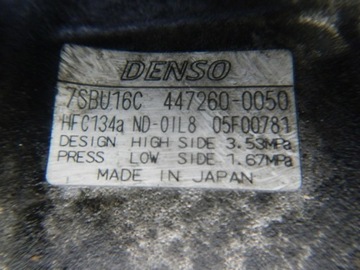 DENSO
7SBU16C 447260-0050
HFC134a ND-OIL8 05F00781
DESIGN HIGH SIDE 3.53MPa
PRESS LOW SIDE 1.67MPa
MADE IN JAPAN